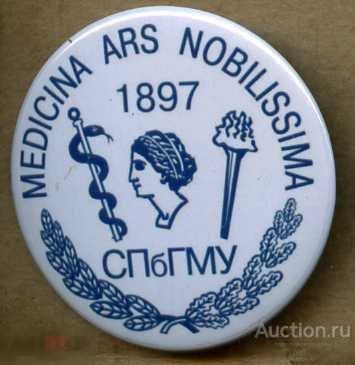 MEDICINA ARS NOBILISSIMA
1897
СПбГМУ
Auction.ru